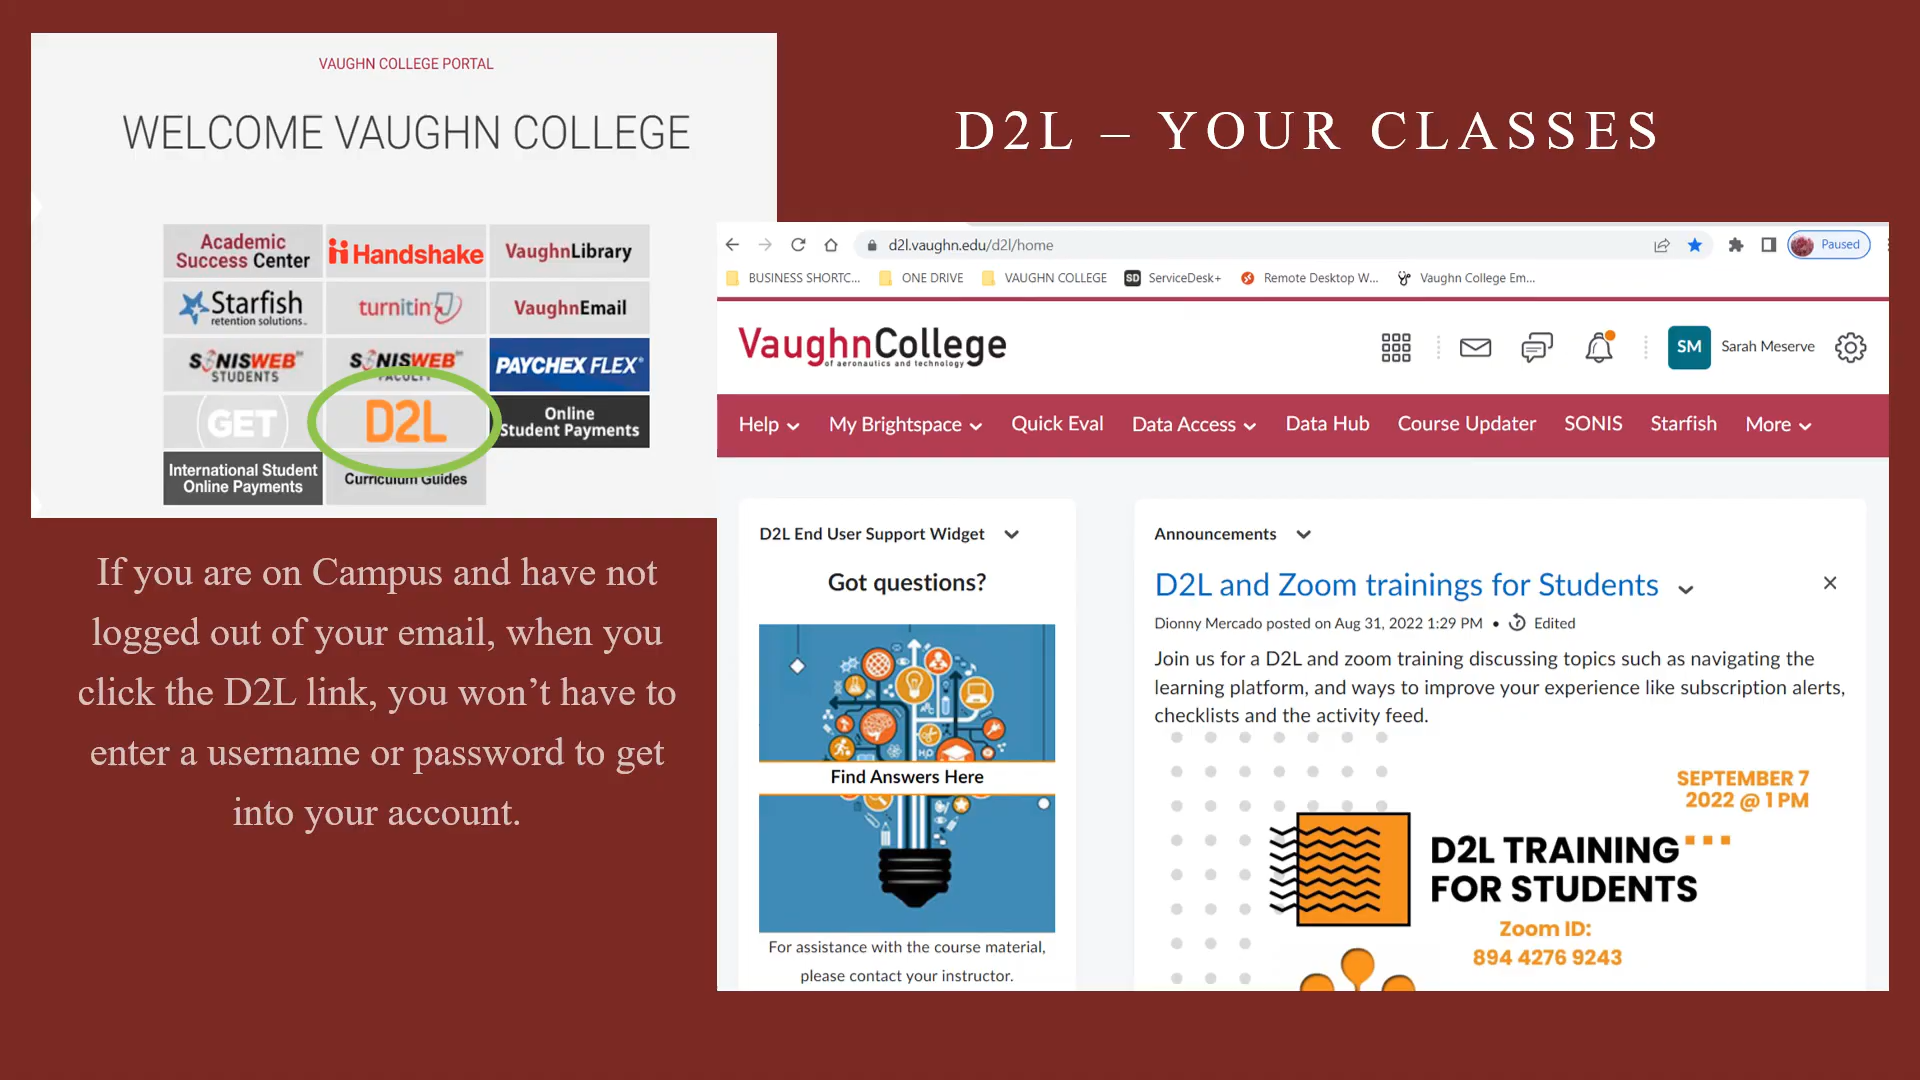 VAUGHN COLLEGE PORTAL
WELCOME VAUGHN COLLEGE
Academic
Success Center
Handshake
VaughnLibrary
Starfish
retention solutions
turnitin
VaughnEmail
SONISWEB
STUDENTS
SONISWEB
FACULTY
PAYCHEX FLEX
GET
D2L
Online
Student Payments
International Student
Online Payments
Curriculum Guides
If you are on Campus and have not
logged out of your email, when you
click the D2L link, you won’t have to
enter a username or password to get
into your account.
D2L – YOUR CLASSES
d2l.vaughn.edu/d2l/home
Paused
BUSINESS SHORTC...
ONE DRIVE
VAUGHN COLLEGE
SD
ServiceDesk+
Remote Desktop W...
Vaughn College Em...
VaughnCollege
of aeronautics and technology
SM
Sarah Meserve
Help
My Brightspace
Quick Eval
Data Access
Data Hub
Course Updater
SONIS
Starfish
More
D2L End User Support Widget
Got questions?
H2O
Find Answers Here
For assistance with the course material,
please contact your instructor.
Announcements
D2L and Zoom trainings for Students
Dionny Mercado posted on Aug 31, 2022 1:29 PM • Edited
Join us for a D2L and zoom training discussing topics such as navigating the
learning platform, and ways to improve your experience like subscription alerts,
checklists and the activity feed.
SEPTEMBER 7
2022 @ 1 PM
D2L TRAINING
FOR STUDENTS
Zoom ID:
894 4276 9243